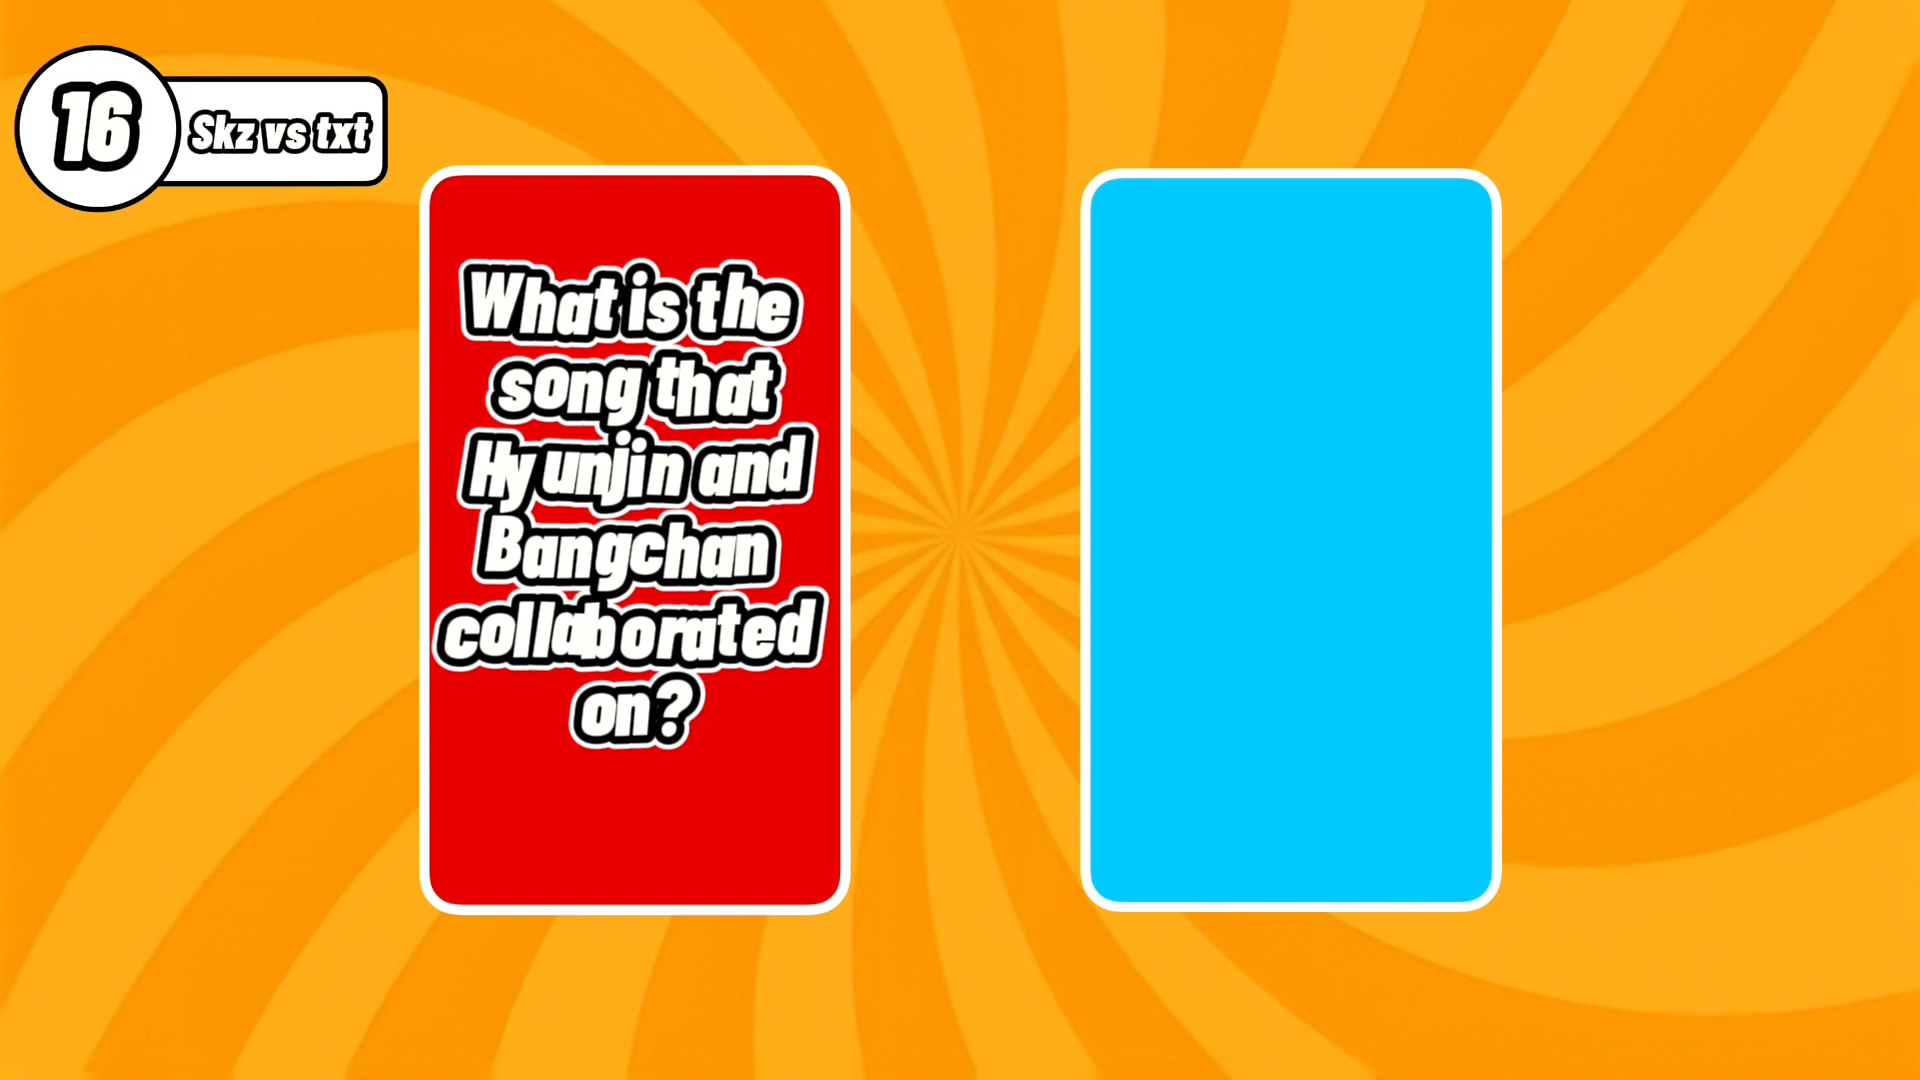 16
Skz vs txt
What is the
song that
Hyunjin and
Bangchan
collaborated
on?